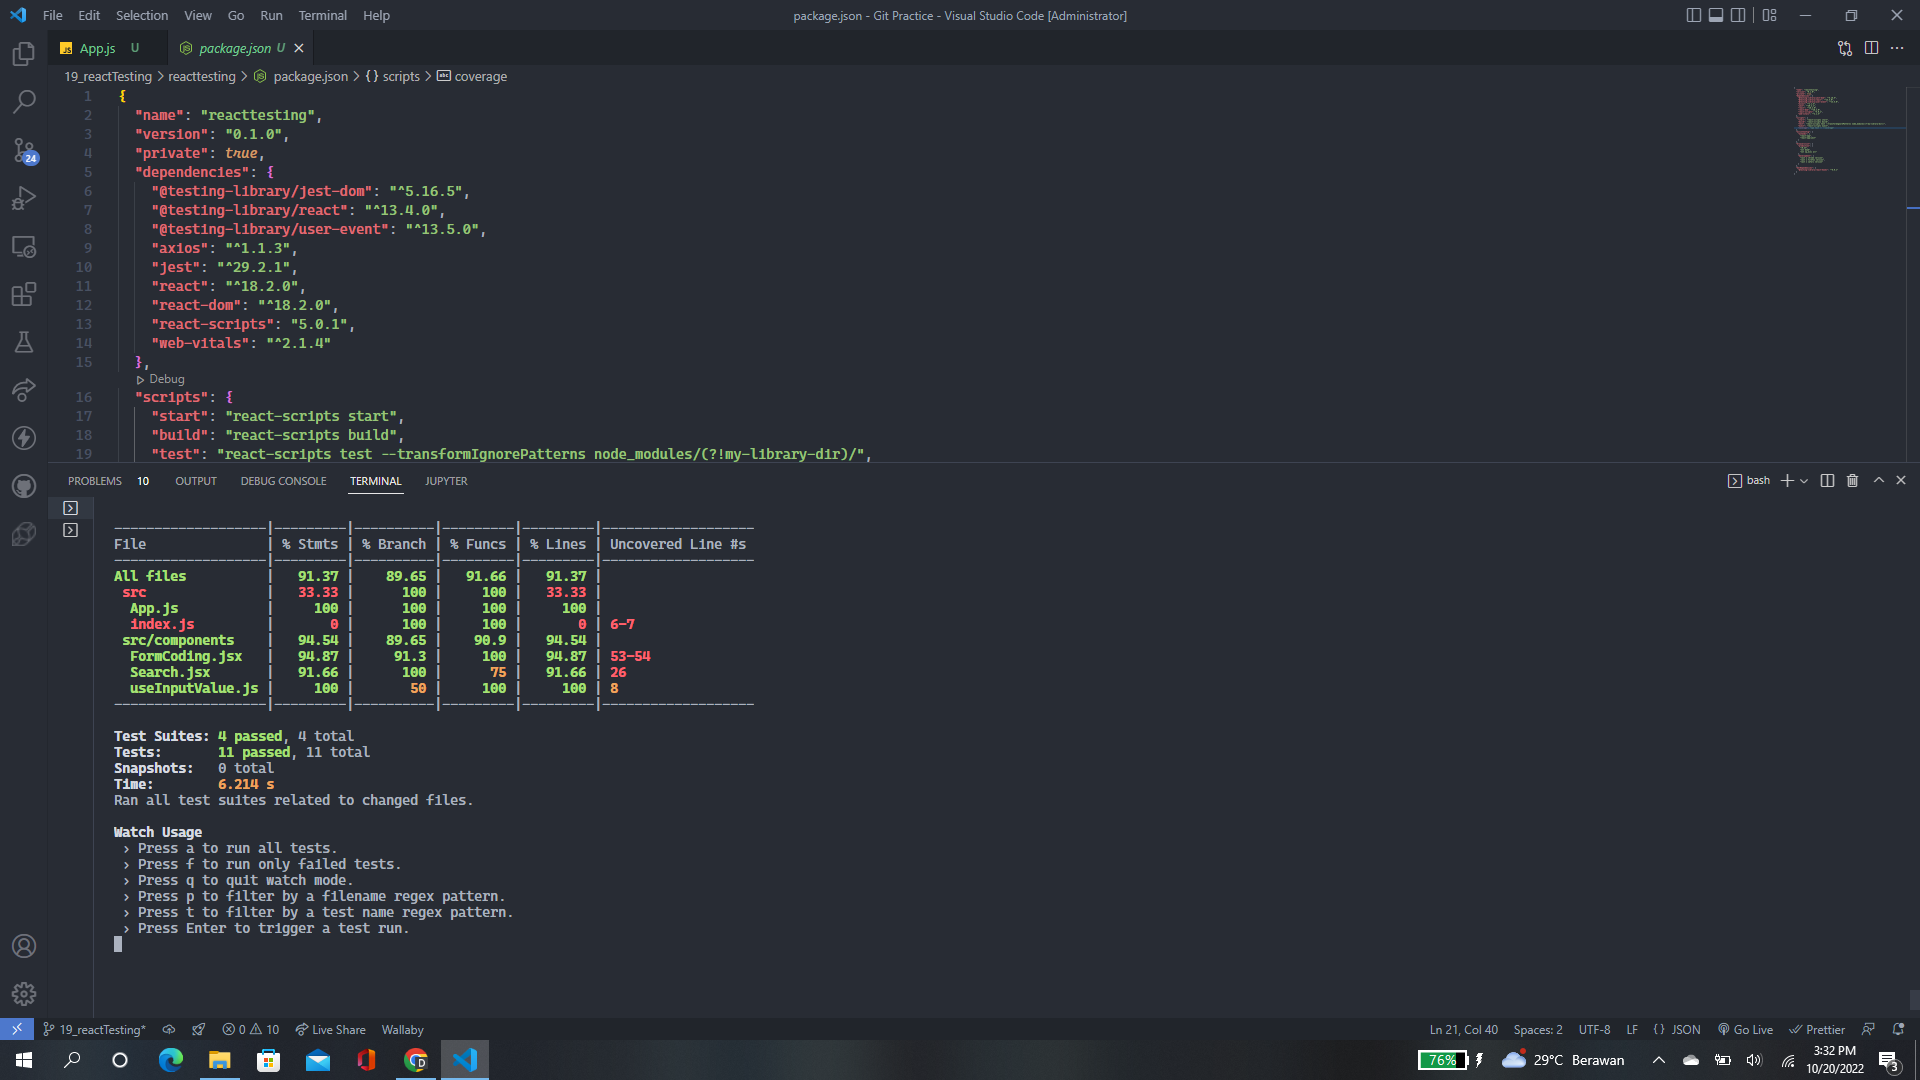 File Edit Selection View Go Run Terminal Help
package.json - Git Practice - Visual Studio Code [Administrator]
JS App.js U
package.json U
19_reactTesting > reacttesting > package.json > {} scripts > abc coverage
1 {
2 "name": "reacttesting",
3 "version": "0.1.0",
4 "private": true,
5 "dependencies": {
6 "@testing-library/jest-dom": "^5.16.5",
7 "@testing-library/react": "^13.4.0",
8 "@testing-library/user-event": "^13.5.0",
9 "axios": "^1.1.3",
10 "jest": "^29.2.1",
11 "react": "^18.2.0",
12 "react-dom": "^18.2.0",
13 "react-scripts": "5.0.1",
14 "web-vitals": "^2.1.4"
15 },
Debug
16 "scripts": {
17 "start": "react-scripts start",
18 "build": "react-scripts build",
19 "test": "react-scripts test --transformIgnorePatterns node_modules/(?!my-library-dir)/",
24
PROBLEMS 10 OUTPUT DEBUG CONSOLE TERMINAL JUPYTER
bash
-------------------|---------|----------|---------|---------|-------------------
File | % Stmts | % Branch | % Funcs | % Lines | Uncovered Line #s
-------------------|---------|----------|---------|---------|-------------------
All files | 91.37 | 89.65 | 91.66 | 91.37 |
src | 33.33 | 100 | 100 | 33.33 |
App.js | 100 | 100 | 100 | 100 |
index.js | 0 | 100 | 100 | 0 | 6-7
src/components | 94.54 | 89.65 | 90.9 | 94.54 |
FormCoding.jsx | 94.87 | 91.3 | 100 | 94.87 | 53-54
Search.jsx | 91.66 | 100 | 75 | 91.66 | 26
useInputValue.js | 100 | 50 | 100 | 100 | 8
-------------------|---------|----------|---------|---------|-------------------
Test Suites: 4 passed, 4 total
Tests: 11 passed, 11 total
Snapshots: 0 total
Time: 6.214 s
Ran all test suites related to changed files.
Watch Usage
› Press a to run all tests.
› Press f to run only failed tests.
› Press q to quit watch mode.
› Press p to filter by a filename regex pattern.
› Press t to filter by a test name regex pattern.
› Press Enter to trigger a test run.
19_reactTesting* 0 10 Live Share Wallaby
Ln 21, Col 40 Spaces: 2 UTF-8 LF {} JSON Go Live Prettier
76% 29°C Berawan
3:32 PM
10/20/2022
3